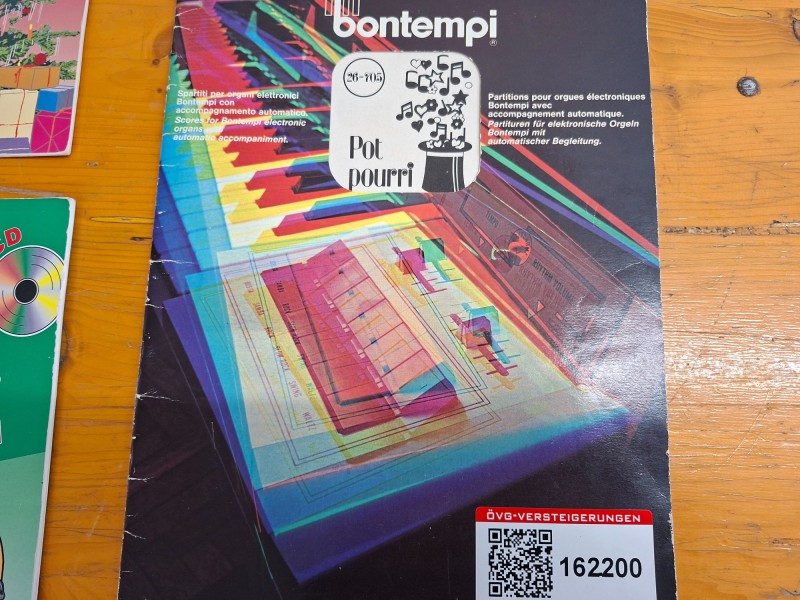 bontempi
®
26-705
Pot
pourri
Spartiti per organi elettronici
Bontempi con
accompagnamento automatico.
Scores for Bontempi electronic
organs with
automatic accompaniment.
Partitions pour orgues électroniques
Bontempi avec
accompagnement automatique.
Partituren für elektronische Orgeln
Bontempi mit
automatischer Begleitung.
CD
ÖVG-VERSTEIGERUNGEN
162200